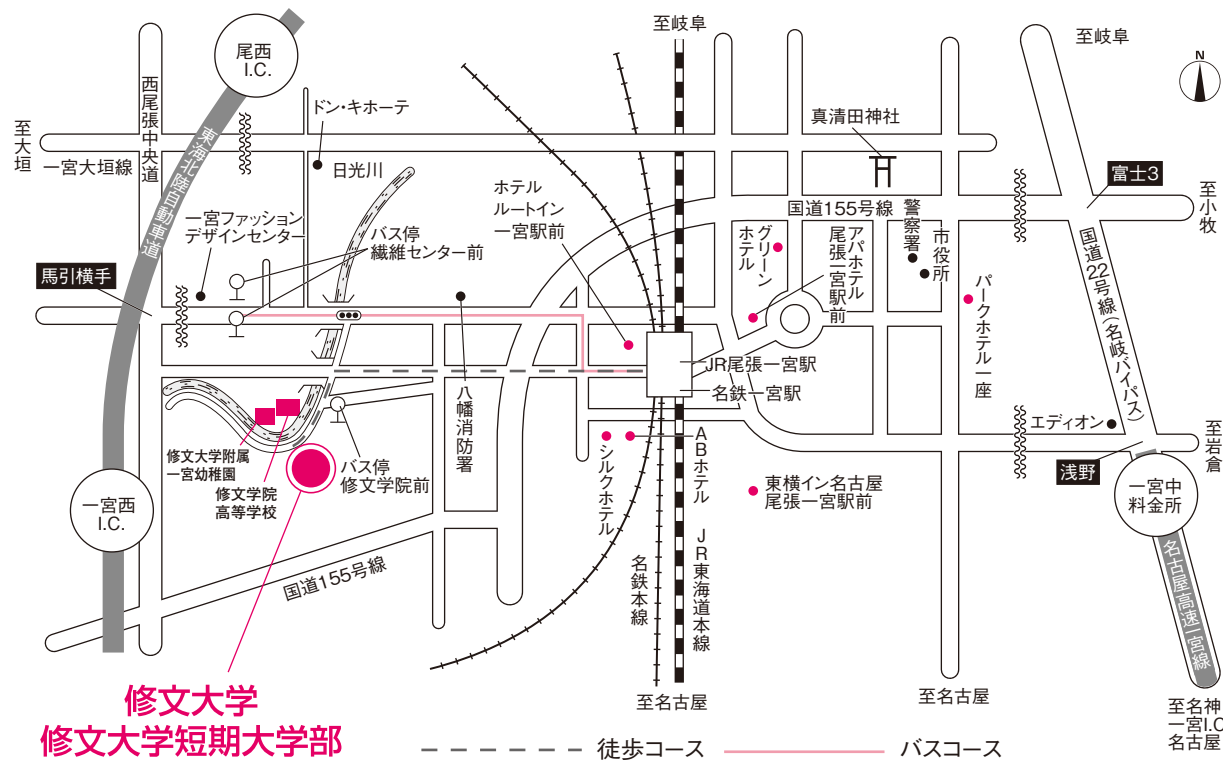 至岐阜
至岐阜
N
尾西
I.C.
西尾張中央道
東海北陸自動車道
ドン・キホーテ
真清田神社
至大垣
一宮大垣線
日光川
富士3
ホテル
ルートイン
一宮駅前
至小牧
国道155号線
警察署
市役所
一宮ファッション
デザインセンター
バス停
繊維センター前
グリーン
ホテル
アパホテル
尾張一宮駅前
国道22号線(名岐バイパス)
馬引横手
パークホテル一座
JR尾張一宮駅
名鉄一宮駅
八幡消防署
エディオン
至岩倉
修文大学附属
一宮幼稚園
修文学院
高等学校
バス停
修文学院前
シルクホテル
ABホテル
浅野
東横イン名古屋
尾張一宮駅前
一宮中
料金所
一宮西
I.C.
国道155号線
名鉄本線
JR東海道本線
名古屋高速一宮線
修文大学
修文大学短期大学部
至名古屋
至名古屋
至名神
一宮I.C
名古屋
徒歩コース
バスコース